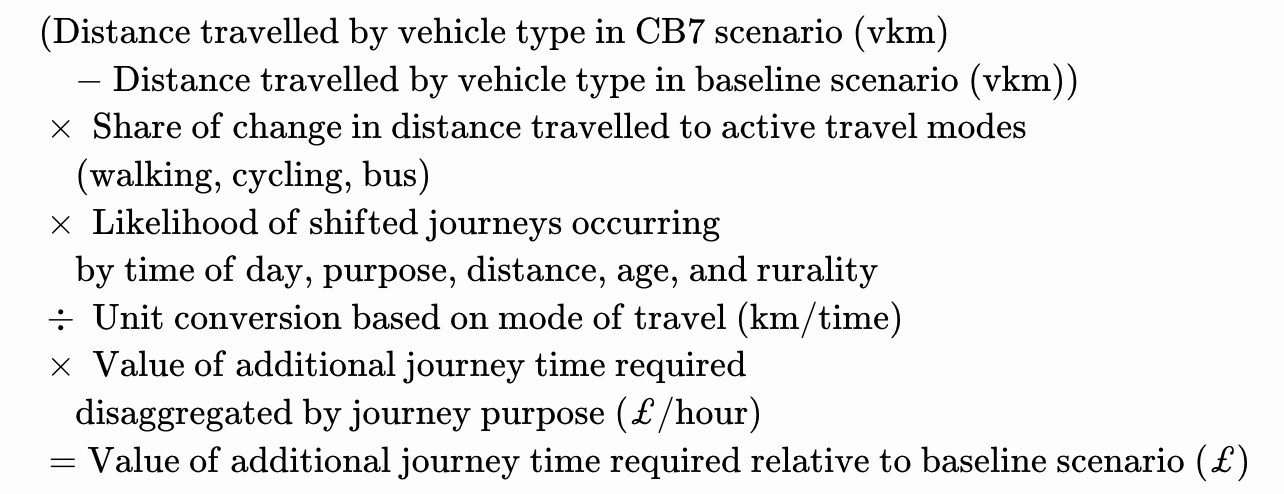 (Distance travelled by vehicle type in CB7 scenario (vkm)
− Distance travelled by vehicle type in baseline scenario (vkm))
× Share of change in distance travelled to active travel modes
(walking, cycling, bus)
× Likelihood of shifted journeys occurring
by time of day, purpose, distance, age, and rurality
÷ Unit conversion based on mode of travel (km/time)
× Value of additional journey time required
disaggregated by journey purpose (£/hour)
= Value of additional journey time required relative to baseline scenario (£)